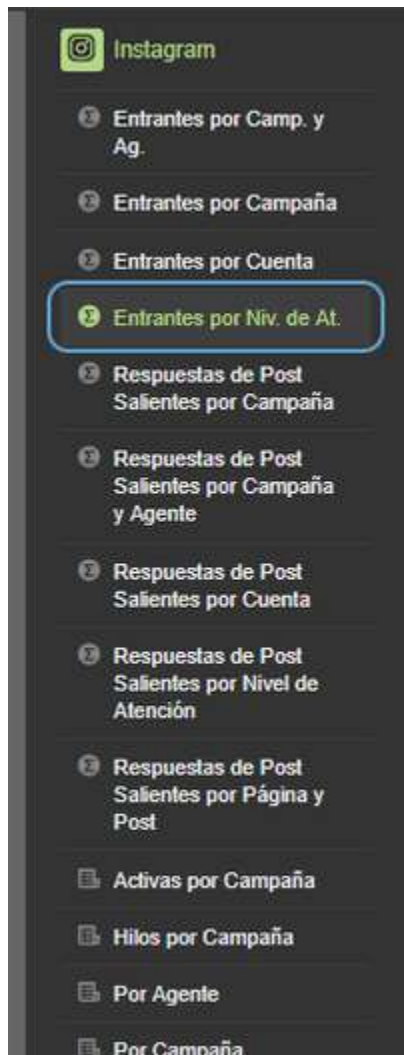 Instagram
Entrantes por Camp. y
Ag.
Entrantes por Campaña
Entrantes por Cuenta
Entrantes por Niv. de At.
Respuestas de Post
Salientes por Campaña
Respuestas de Post
Salientes por Campaña
y Agente
Respuestas de Post
Salientes por Cuenta
Respuestas de Post
Salientes por Nivel de
Atención
Respuestas de Post
Salientes por Página y
Post
Activas por Campaña
Hilos por Campaña
Por Agente
Por Campaña